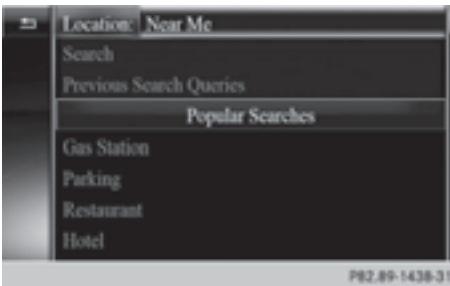 Location: Near Me
Search
Previous Search Queries
Popular Searches
Gas Station
Parking
Restaurant
Hotel
P82.89-1438-31